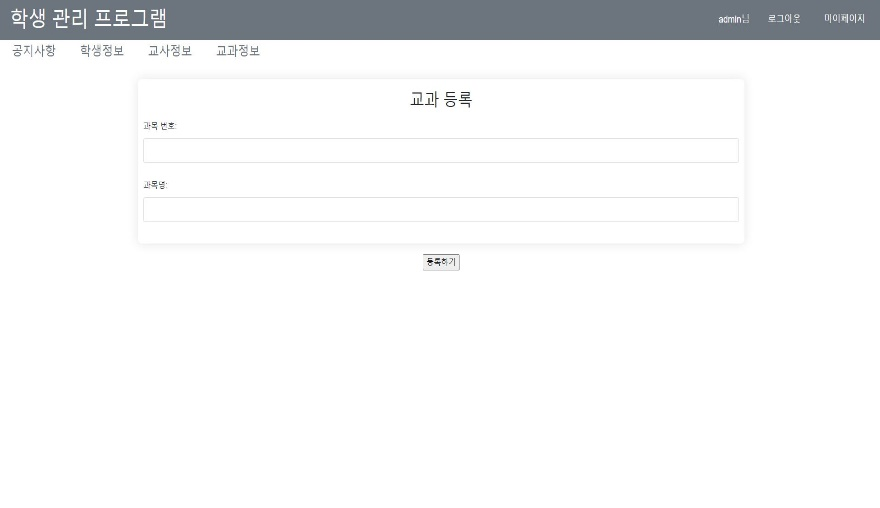 학생 관리 프로그램
admin님 로그아웃 마이페이지
공지사항 학생정보 교사정보 교과정보
교과 등록
과목 번호:
과목명:
등록하기